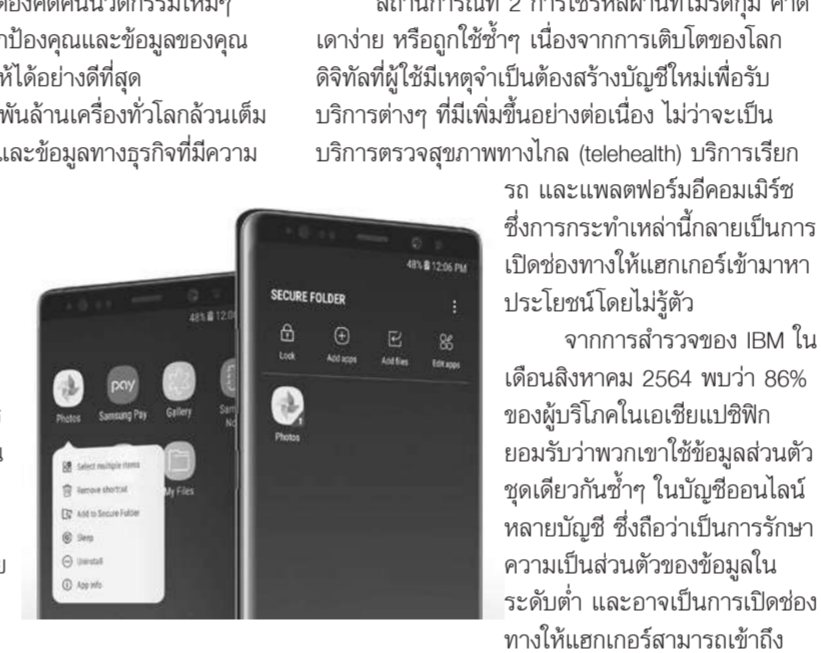 กป้องคุณและข้อมูลของคุณ
ห้ได้อย่างดีที่สุด
พันล้านเครื่องทั่วโลกล้วนเต็ม
และข้อมูลทางธุรกิจที่มีความ
สถานการณ์ที่ 2 การใช้รหัสผ่านที่ไม่รัดกุม คาด
เดาง่าย หรือถูกใช้ซ้ำๆ เนื่องจากการเติบโตของโลก
ดิจิทัลที่ผู้ใช้มีเหตุจำเป็นต้องสร้างบัญชีใหม่เพื่อรับ
บริการต่างๆ ที่มีเพิ่มขึ้นอย่างต่อเนื่อง ไม่ว่าจะเป็น
บริการตรวจสุขภาพทางไกล (telehealth) บริการเรียก
รถ และแพลตฟอร์มอีคอมเมิร์ซ
ซึ่งการกระทำเหล่านี้กลายเป็นการ
เปิดช่องทางให้แฮกเกอร์เข้ามาหา
ประโยชน์โดยไม่รู้ตัว
จากการสำรวจของ IBM ใน
เดือนสิงหาคม 2564 พบว่า 86%
ของผู้บริโภคในเอเชียแปซิฟิก
ยอมรับว่าพวกเขาใช้ข้อมูลส่วนตัว
ชุดเดียวกันซ้ำๆ ในบัญชีออนไลน์
หลายบัญชี ซึ่งถือว่าเป็นการรักษา
ความเป็นส่วนตัวของข้อมูลใน
ระดับต่ำ และอาจเป็นการเปิดช่อง
ทางให้แฮกเกอร์สามารถเข้าถึง
48% 12:06
pay
Photos
Samsung Pay
Gallery
Select multiple items
Remove shortcut
Add to Secure Folder
Sleep
Uninstall
App info
My Files
48% 12:06 PM
SECURE FOLDER
Lock
Add apps
Add files
Edit apps
Photos